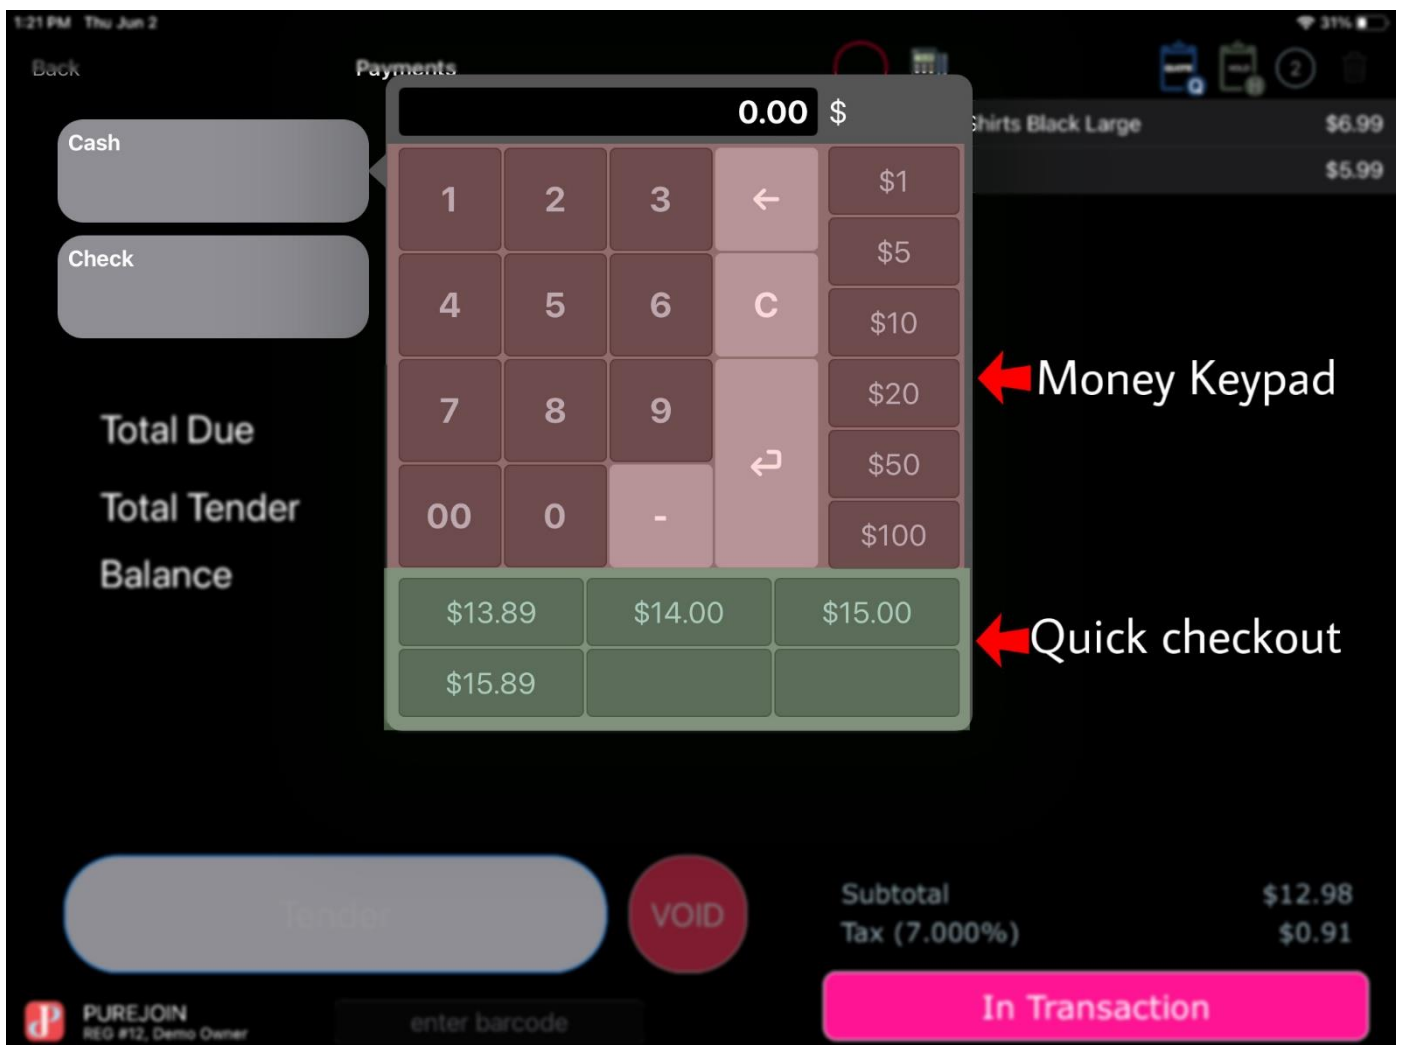 1:21 PM Thu Jun 2
31%
Back
Payments
2
0.00 $
Shirts Black Large $6.99
$5.99
Cash
Check
1 2 3 ← $1
$5
4 5 6 C $10
7 8 9 $20
$50
00 0 - $100
Money Keypad
Total Due
Total Tender
Balance
$13.89 $14.00 $15.00
$15.89
Quick checkout
Tender
VOID
Subtotal $12.98
Tax (7.000%) $0.91
In Transaction
PUREJOIN
REG #12, Demo Owner
enter barcode